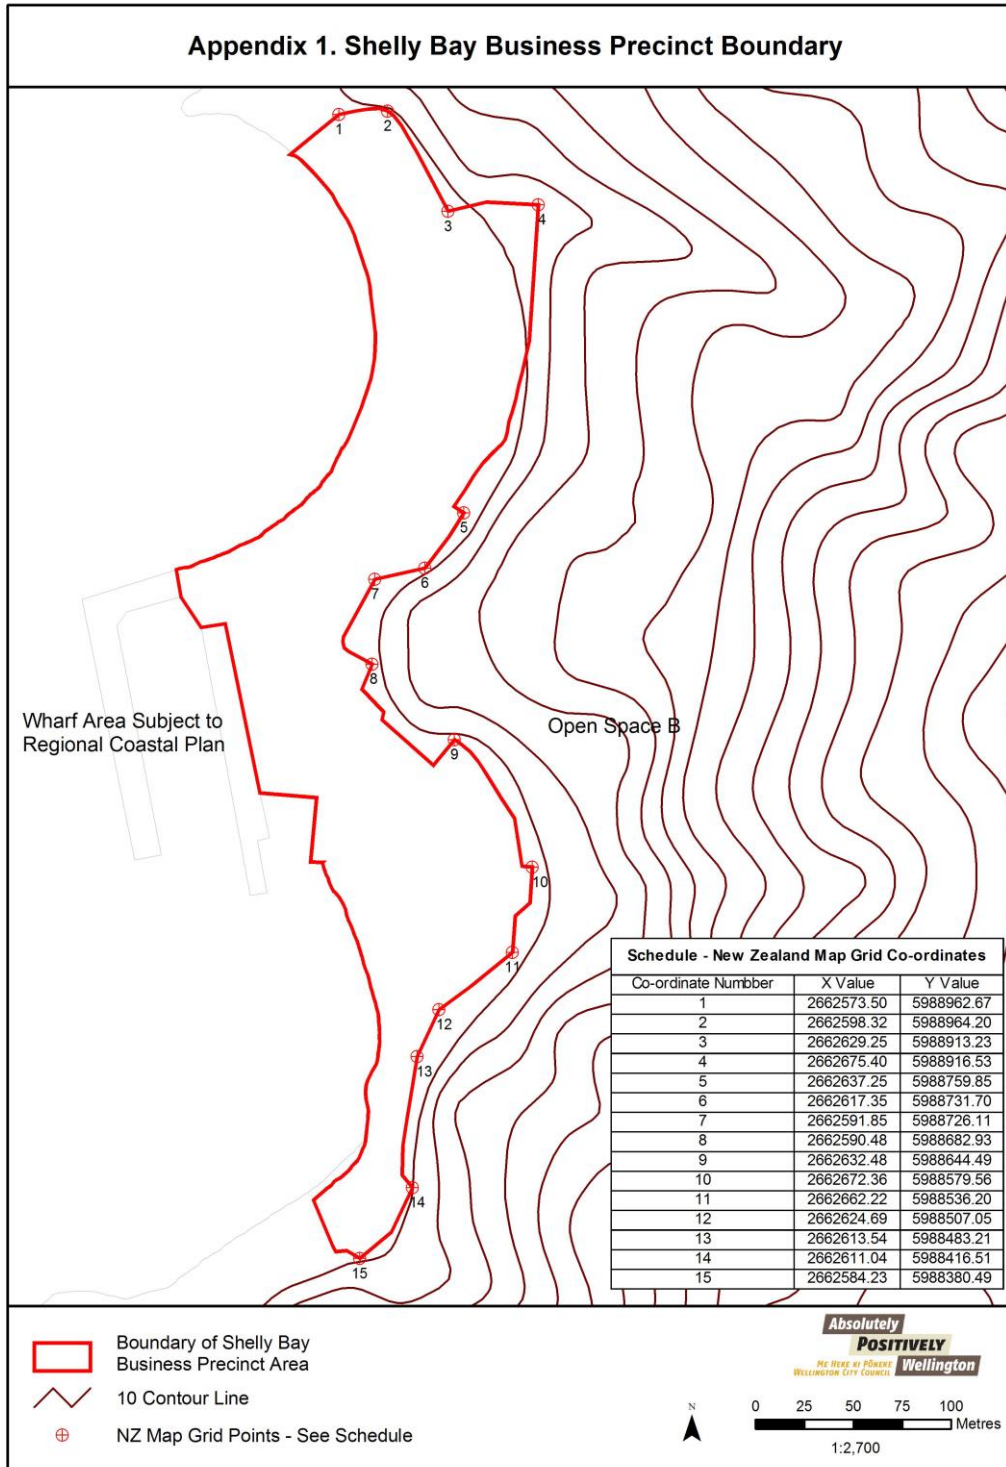 Appendix 1. Shelly Bay Business Precinct Boundary
1
2
3
4
5
6
7
8
Wharf Area Subject to
Regional Coastal Plan
Open Space B
9
10
11
12
13
14
15
Schedule - New Zealand Map Grid Co-ordinates
Co-ordinate Numbber X Value Y Value
1 2662573.50 5988962.67
2 2662598.32 5988964.20
3 2662629.25 5988913.23
4 2662675.40 5988916.53
5 2662637.25 5988759.85
6 2662617.35 5988731.70
7 2662591.85 5988726.11
8 2662590.48 5988682.93
9 2662632.48 5988644.49
10 2662672.36 5988579.56
11 2662662.22 5988536.20
12 2662624.69 5988507.05
13 2662613.54 5988483.21
14 2662611.04 5988416.51
15 2662584.23 5988380.49
Boundary of Shelly Bay
Business Precinct Area
10 Contour Line
NZ Map Grid Points - See Schedule
Absolutely
POSITIVELY
ME HEKE KI PŌNEKE
WELLINGTON CITY COUNCIL
Wellington
N
0 25 50 75 100
Metres
1:2,700